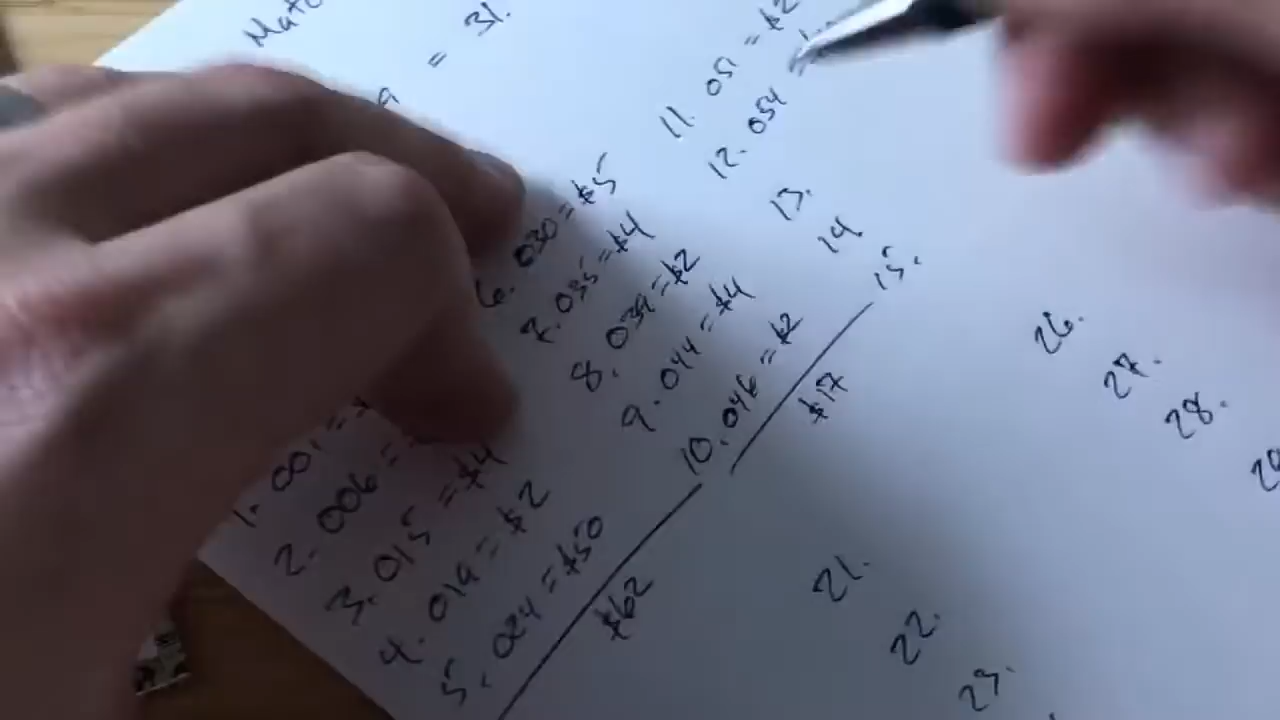 = 31.
1. 001 =
2. 006 =
3. 015 = $4
4. 019 = $2
5. 024 = $50
$62
6. 030 = $5
7. 035 = $4
8. 039 = $2
9. 044 = $4
10. 046 = $2
$17
11. 051 = $2
12. 054 =
13.
14
15.
21.
22.
23.
26.
27.
28.